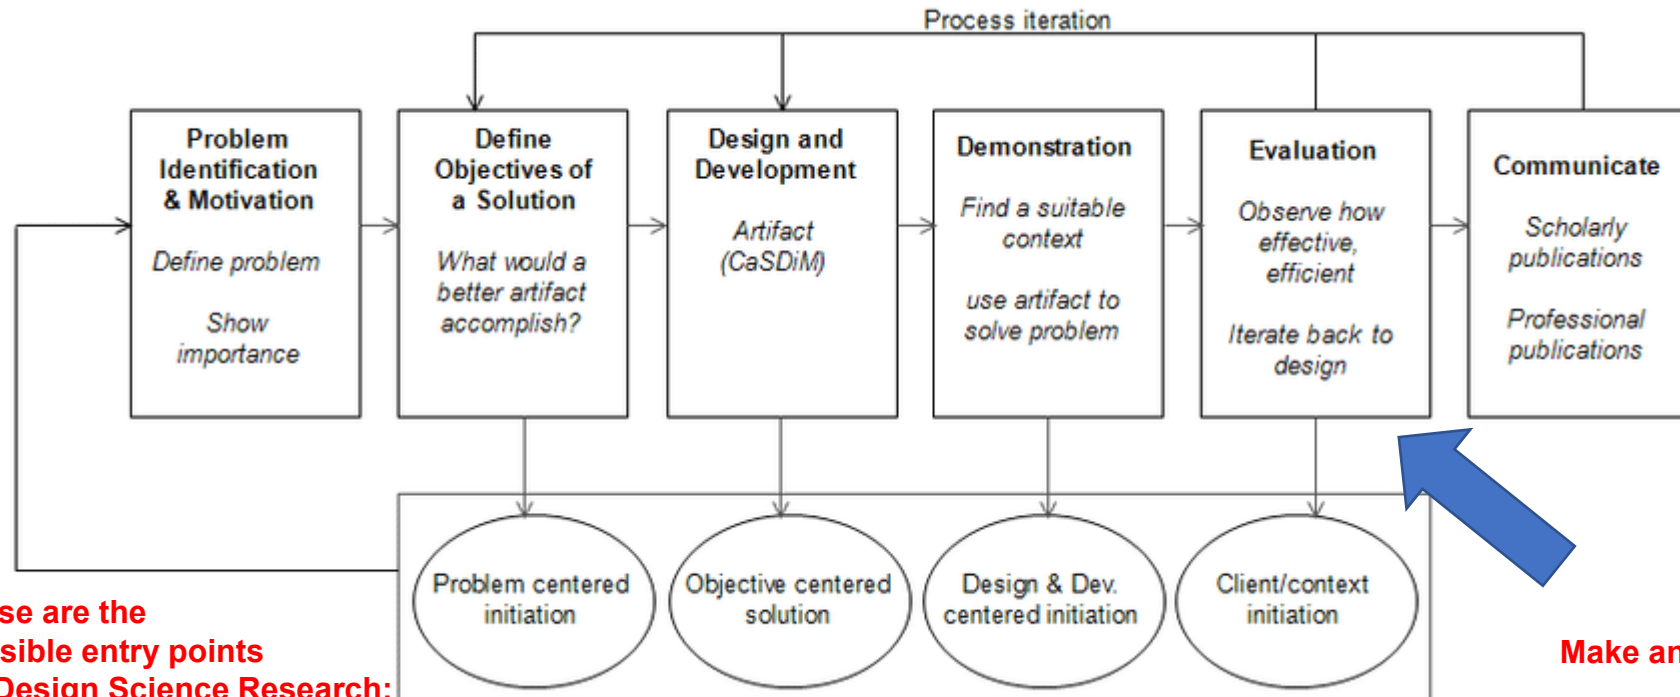 Process iteration
Problem
Identification
& Motivation
Define problem
Show
importance
Define
Objectives of
a Solution
What would a
better artifact
accomplish?
Design and
Development
Artifact
(CaSDiM)
Demonstration
Find a suitable
context
use artifact to
solve problem
Evaluation
Observe how
effective,
efficient
Iterate back to
design
Communicate
Scholarly
publications
Professional
publications
Problem centered
initiation
Objective centered
solution
Design & Dev.
centered initiation
Client/context
initiation
se are the
sible entry points
Design Science Research:
Make an